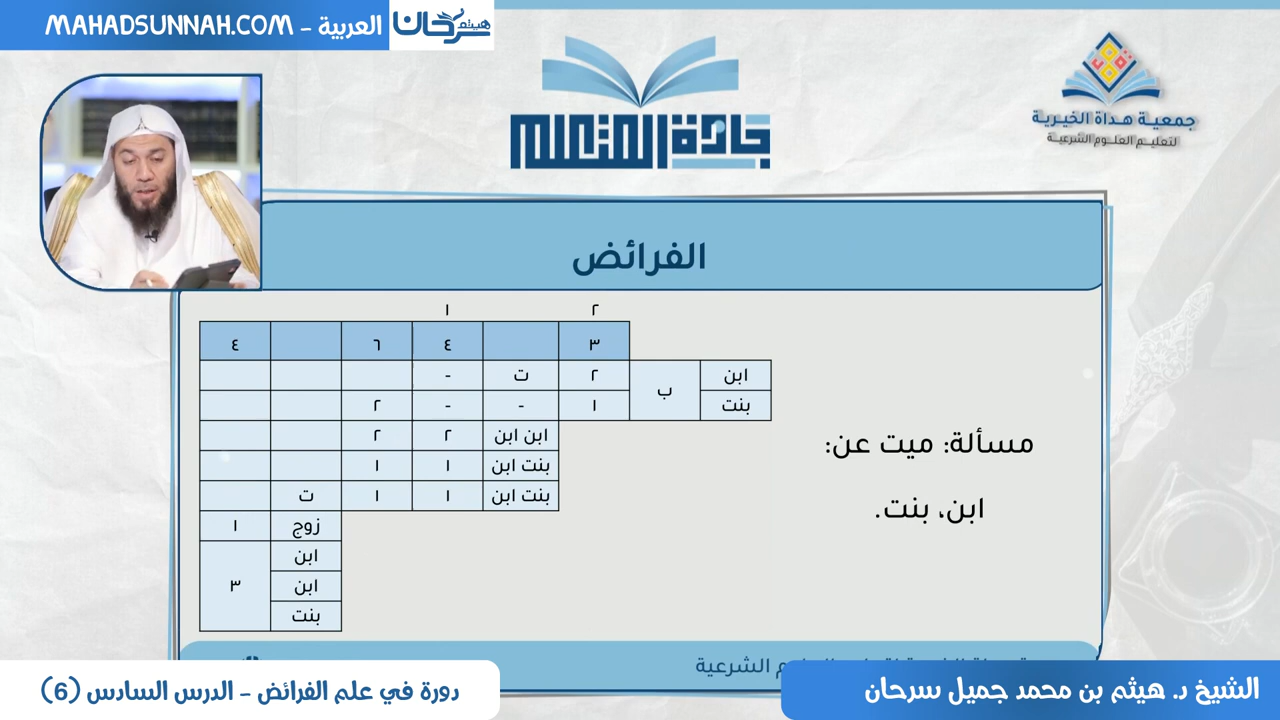 هيثم سرحان
العربية - MAHADSUNNAH.COM
جادة المتعلم
جمعية هداة الخيرية
لتعليم العلوم الشرعية
الفرائض
٢ ١
٣ ٤ ٦ ٤
ابن ب ٢ ت -
بنت ١ - - ٢
ابن ابن ٢ ٢
بنت ابن ١ ١
بنت ابن ١ ١ ت
زوج ١
ابن ٣
ابن
بنت
مسألة: ميت عن:
ابن، بنت.
الشرعية
الشيخ د. هيثم بن محمد جميل سرحان
دورة في علم الفرائض - الدرس السادس (6)